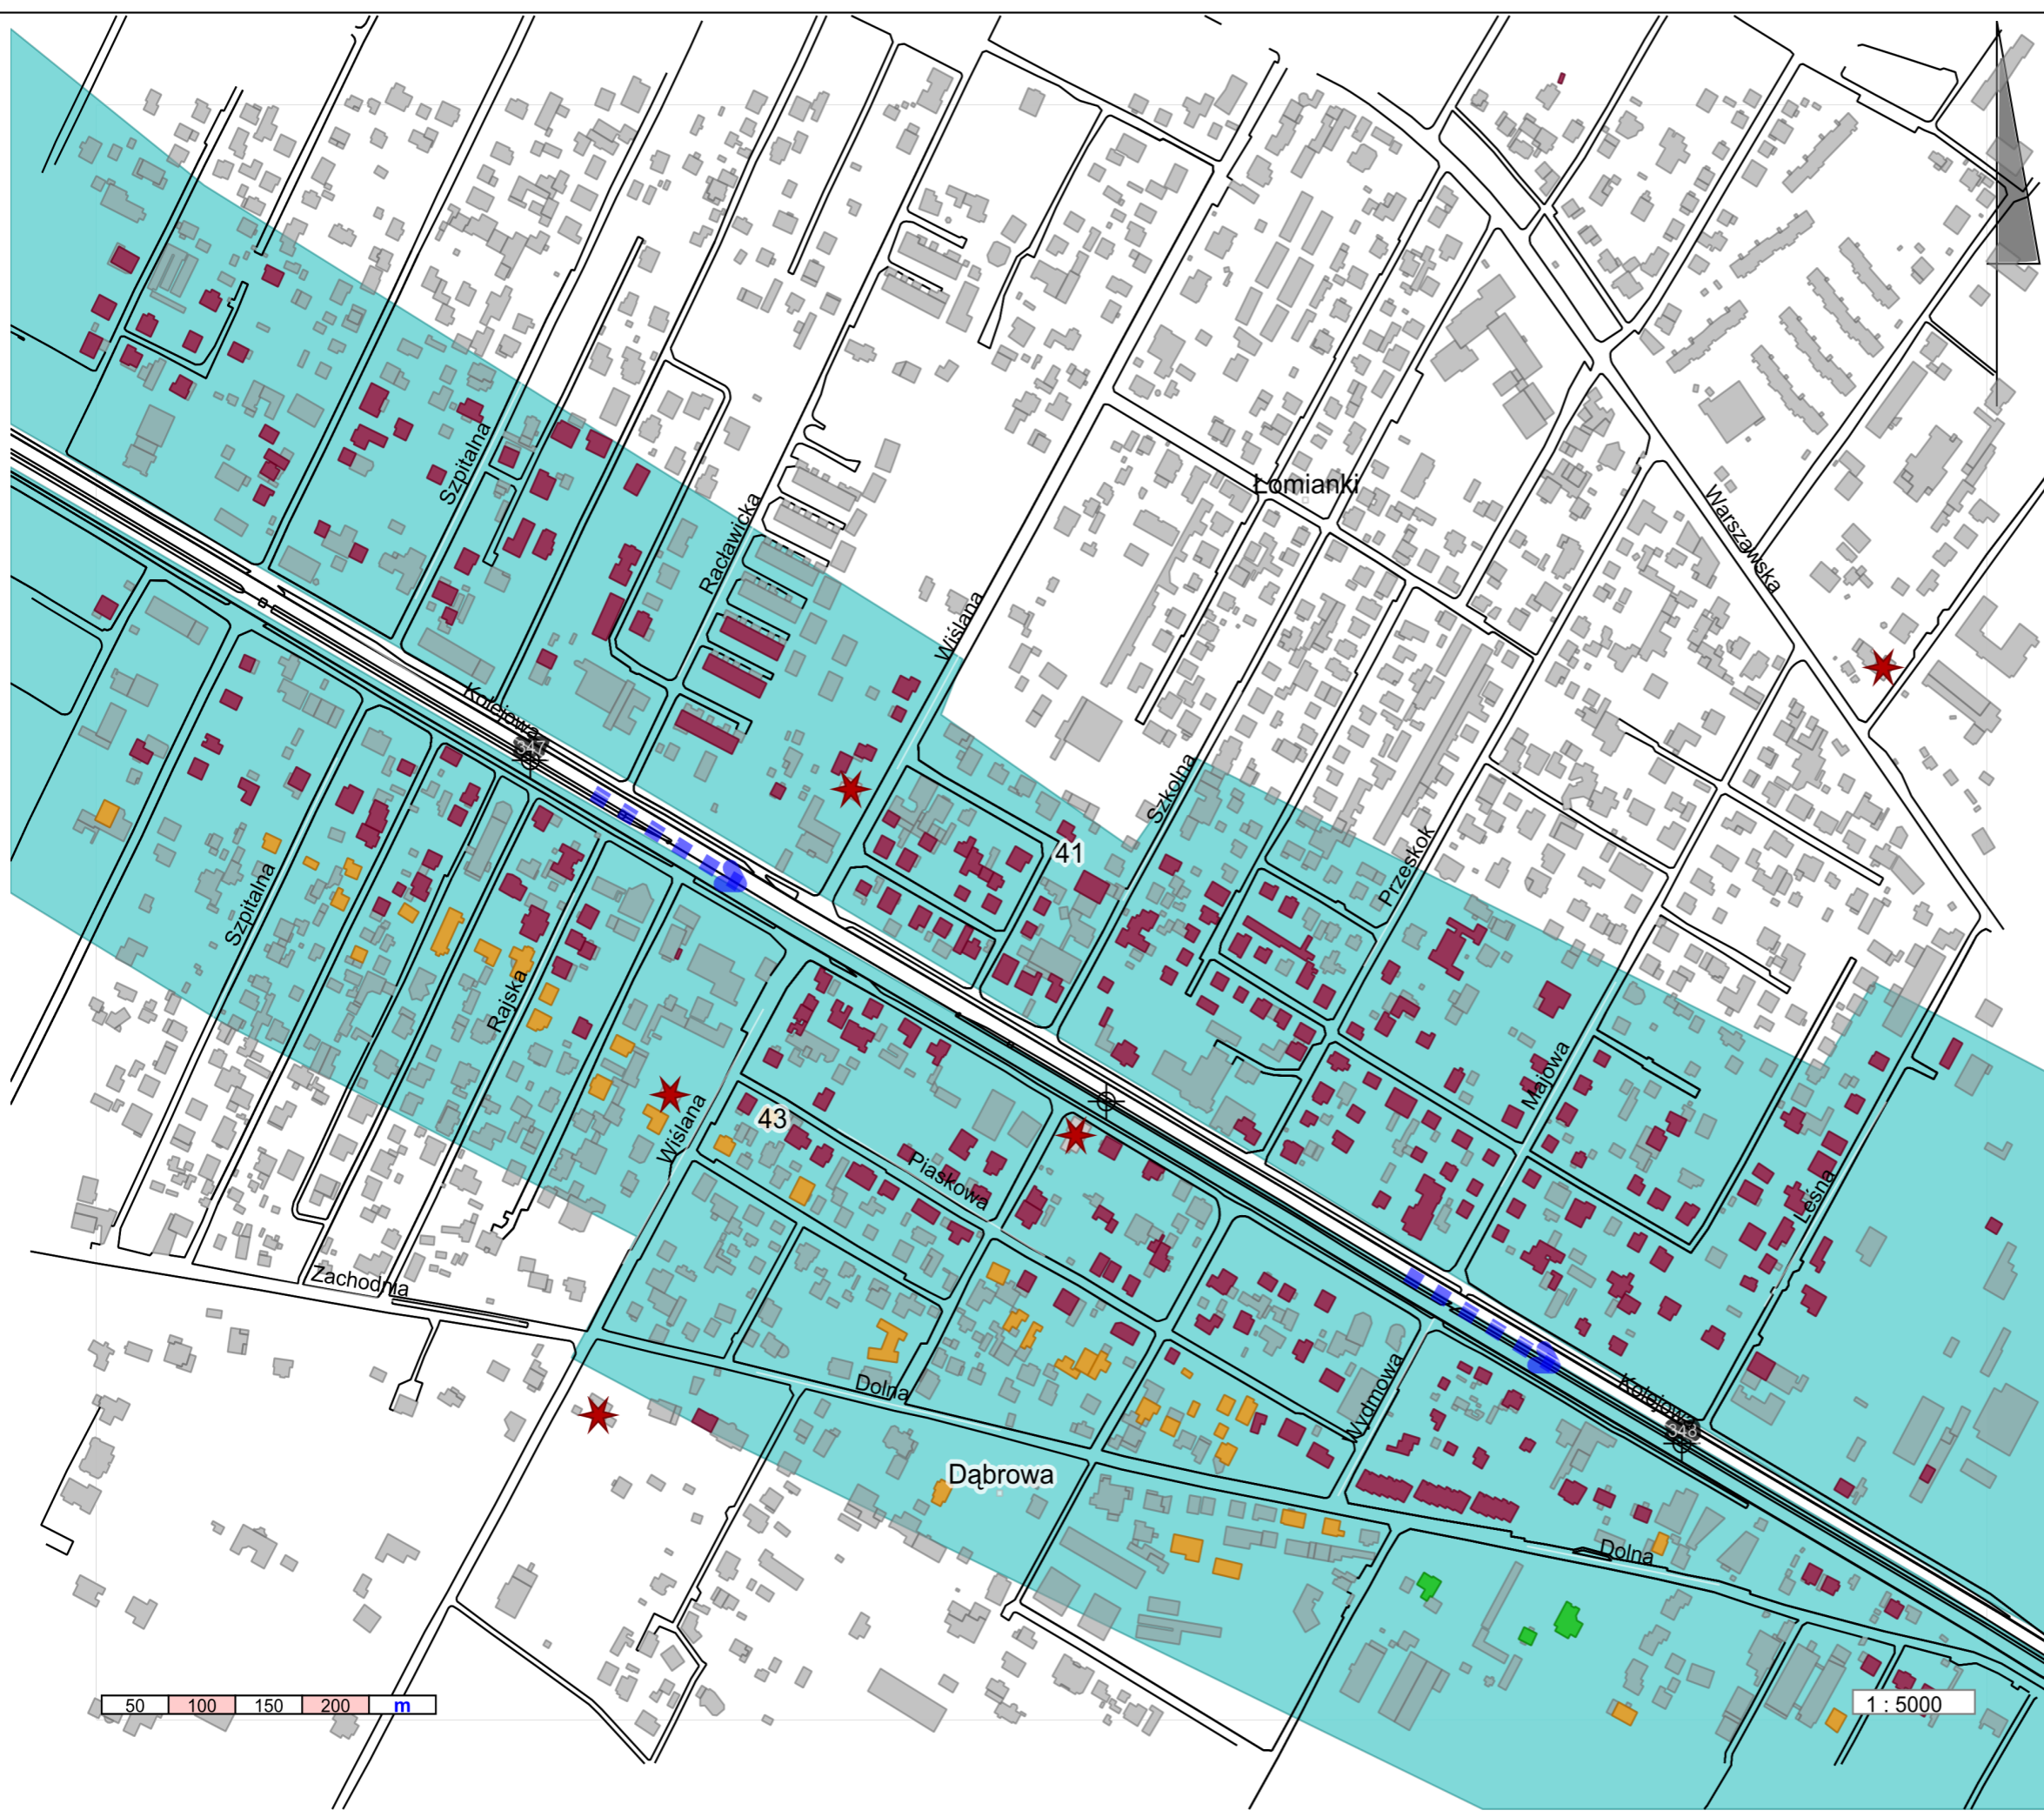 Szpitalna
Łomianki
Warszawska
Racławicka
Wiślana
Kolejowa
347
Szkolna
41
Przeskok
Szpitalna
Rajska
Majowa
Wiślana
43
Piaskowa
Leśna
Zachodnia
Dolna
Wydmowa
Kolejowa
348
Dąbrowa
Dolna
50 100 150 200 m
1 : 5000